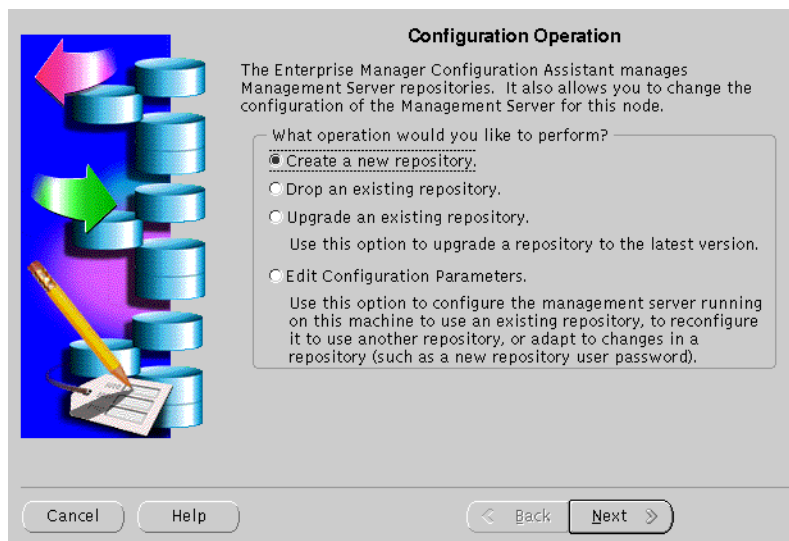 Configuration Operation
The Enterprise Manager Configuration Assistant manages
Management Server repositories. It also allows you to change the
configuration of the Management Server for this node.
What operation would you like to perform?
Create a new repository.
Drop an existing repository.
Upgrade an existing repository.
Use this option to upgrade a repository to the latest version.
Edit Configuration Parameters.
Use this option to configure the management server running
on this machine to use an existing repository, to reconfigure
it to use another repository, or adapt to changes in a
repository (such as a new repository user password).
Cancel
Help
Back
Next